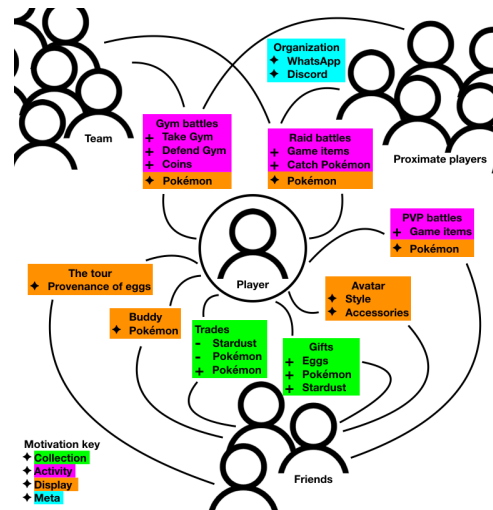 Organization
✦ WhatsApp
✦ Discord
Team
Proximate players
Gym battles
+ Take Gym
+ Defend Gym
+ Coins
✦ Pokémon
Raid battles
+ Game items
+ Catch Pokémon
✦ Pokémon
PVP battles
+ Game items
✦ Pokémon
Player
The tour
✦ Provenance of eggs
Avatar
✦ Style
✦ Accessories
Buddy
✦ Pokémon
Trades
- Stardust
- Pokémon
+ Pokémon
Gifts
+ Eggs
+ Pokémon
+ Stardust
Friends
Motivation key
✦ Collection
✦ Activity
✦ Display
✦ Meta